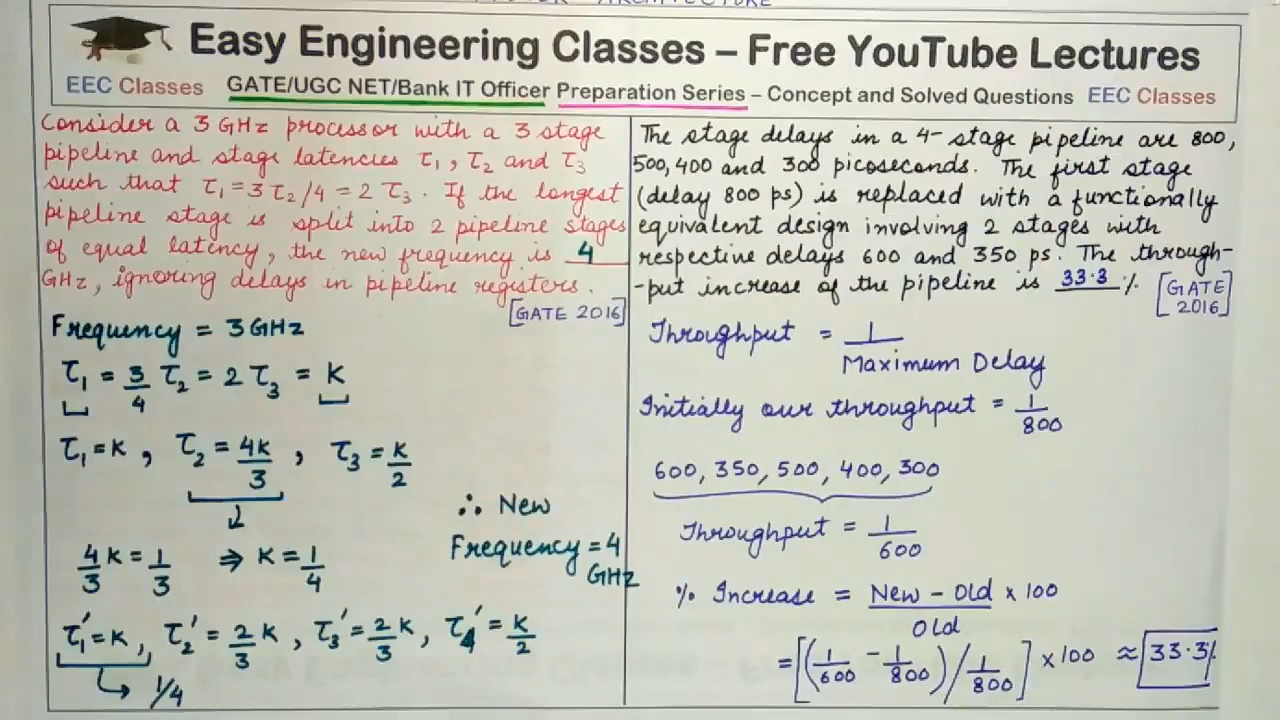 ARCHITECTURE
Easy Engineering Classes – Free YouTube Lectures
EEC Classes GATE/UGC NET/Bank IT Officer Preparation Series – Concept and Solved Questions EEC Classes
Consider a 3 GHz processor with a 3 stage
pipeline and stage latencies τ₁, τ₂ and τ₃
such that τ₁ = 3τ₂/4 = 2τ₃. If the longest
pipeline stage is split into 2 pipeline stages
of equal latency, the new frequency is 4
GHz, ignoring delays in pipeline registers.
[GATE 2016]
Frequency = 3 GHz
τ₁ = 3/4 τ₂ = 2 τ₃ = K
τ₁ = K, τ₂ = 4K/3, τ₃ = K/2
4/3 K = 1/3 ⇒ K = 1/4
∴ New
Frequency = 4
GHz
τ₁' = K, τ₂' = 2/3 K, τ₃' = 2/3 K, τ₄' = K/2
1/4
The stage delays in a 4-stage pipeline are 800,
500, 400 and 300 picoseconds. The first stage
(delay 800 ps) is replaced with a functionally
equivalent design involving 2 stages with
respective delays 600 and 350 ps. The through-
-put increase of the pipeline is 33.3 %.
[GATE
2016]
Throughput = 1/Maximum Delay
Initially our throughput = 1/800
600, 350, 500, 400, 300
Throughput = 1/600
% Increase = New - Old/Old × 100
= [(1/600 - 1/800) / 1/800] × 100 ≈ 33.3%